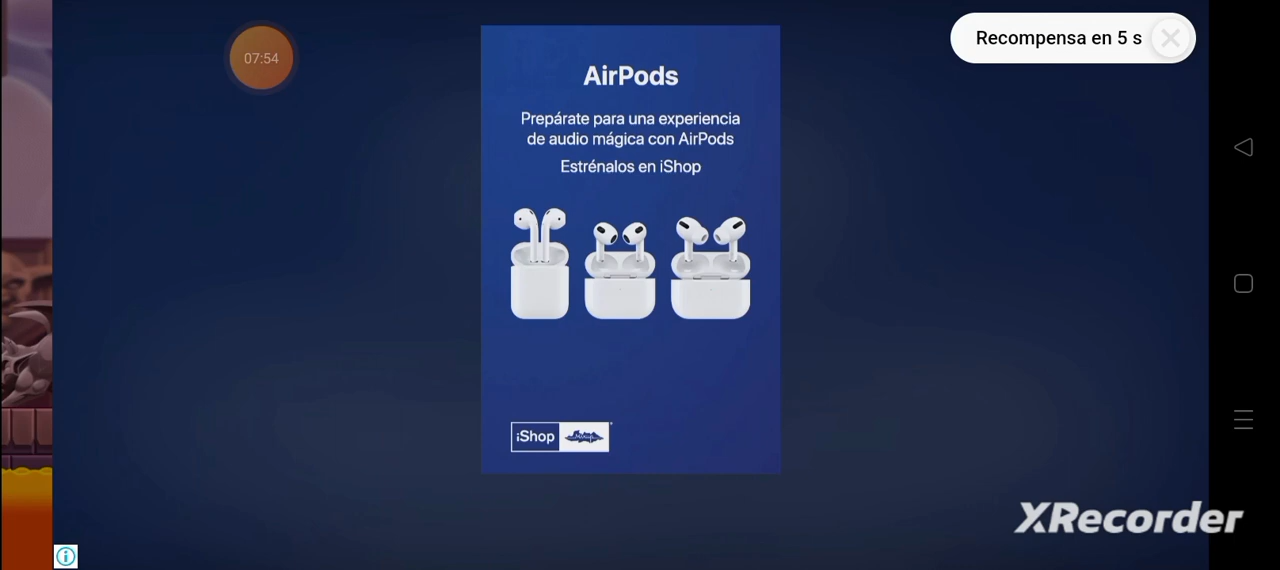 07:54
Recompensa en 5 s
AirPods
Prepárate para una experiencia
de audio mágica con AirPods
Estrénalos en iShop
iShop
XRecorder